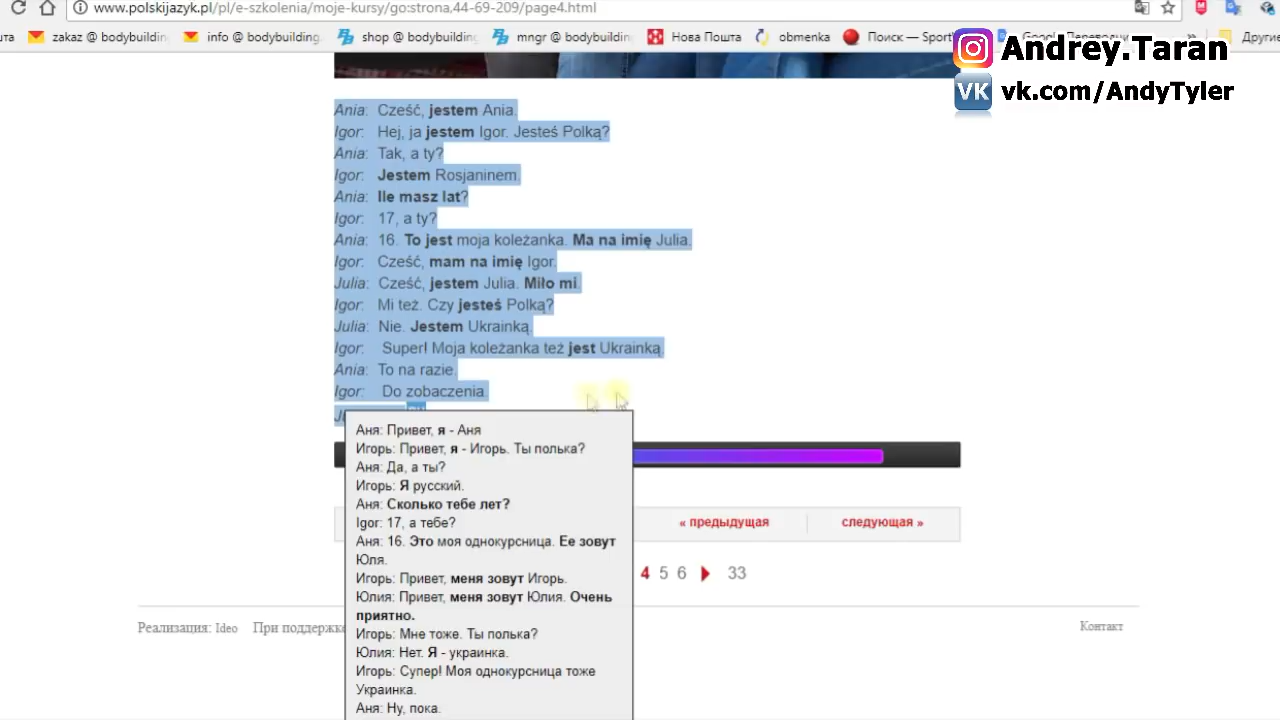 www.polskijazyk.pl/pl/e-szkolenia/moje-kursy/go:strona,44-69-209/page4.html
zakaz @ bodybuilding
info @ bodybuilding.
shop @ bodybuilding
mngr @ bodybuildin
Нова Пошта
obmenka
Поиск — Sport
Другие
Andrey.Taran
vk.com/AndyTyler
Ania: Cześć, jestem Ania.
Igor: Hej, ja jestem Igor. Jesteś Polką?
Ania: Tak, a ty?
Igor: Jestem Rosjaninem.
Ania: Ile masz lat?
Igor: 17, a ty?
Ania: 16. To jest moja koleżanka. Ma na imię Julia.
Igor: Cześć, mam na imię Igor.
Julia: Cześć, jestem Julia. Miło mi.
Igor: Mi też. Czy jesteś Polką?
Julia: Nie. Jestem Ukrainką.
Igor: Super! Moja koleżanka też jest Ukrainką.
Ania: To na razie.
Igor: Do zobaczenia.
Аня: Привет, я - Аня
Игорь: Привет, я - Игорь. Ты полька?
Аня: Да, а ты?
Игорь: Я русский.
Аня: Сколько тебе лет?
Igor: 17, а тебе?
Аня: 16. Это моя однокурсница. Ее зовут
Юля.
Игорь: Привет, меня зовут Игорь.
Юлия: Привет, меня зовут Юлия. Очень
приятно.
Игорь: Мне тоже. Ты полька?
Юлия: Нет. Я - украинка.
Игорь: Супер! Моя однокурсница тоже
Украинка.
Аня: Ну, пока.
« предыдущая
следующая »
4 5 6 33
Реализация: Ideo
При поддержк
Контакт